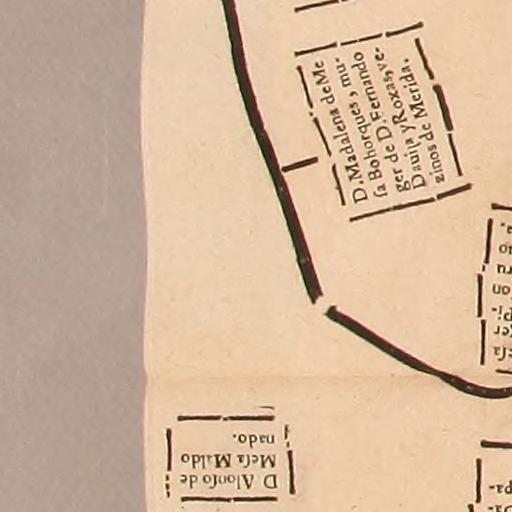 D. Madalena de Me
sa Bohorques, mu-
ger de D. Fernando
Dauila y Roxas, ve-
zinos de Merida.
D Alonso de
Mesa Maldo
nado.